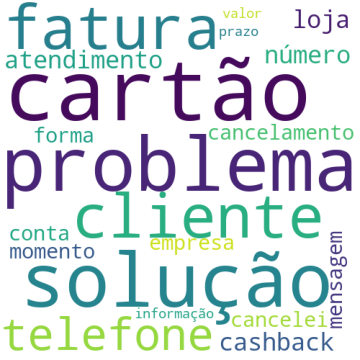 fatura
valor
prazo
loja
atendimento
número
cartão
forma
cancelamento
problema
cliente
conta
momento
empresa
mensagem
solução
informação
telefone
cancelei
cashback